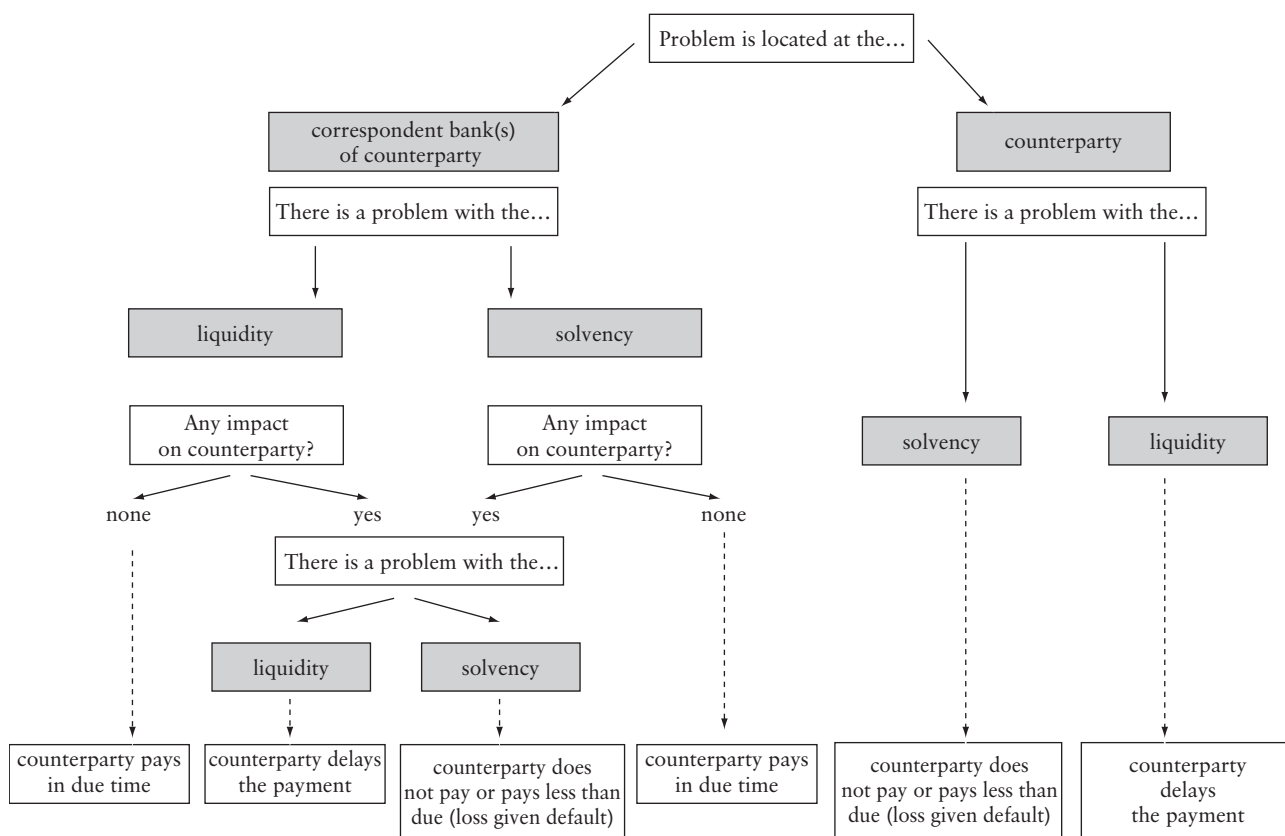 Problem is located at the…
correspondent bank(s)
of counterparty
counterparty
There is a problem with the…
There is a problem with the…
liquidity
solvency
Any impact
on counterparty?
Any impact
on counterparty?
solvency
liquidity
none
yes
yes
none
There is a problem with the…
liquidity
solvency
counterparty pays
in due time
counterparty delays
the payment
counterparty does
not pay or pays less than
due (loss given default)
counterparty pays
in due time
counterparty does
not pay or pays less than
due (loss given default)
counterparty
delays
the payment